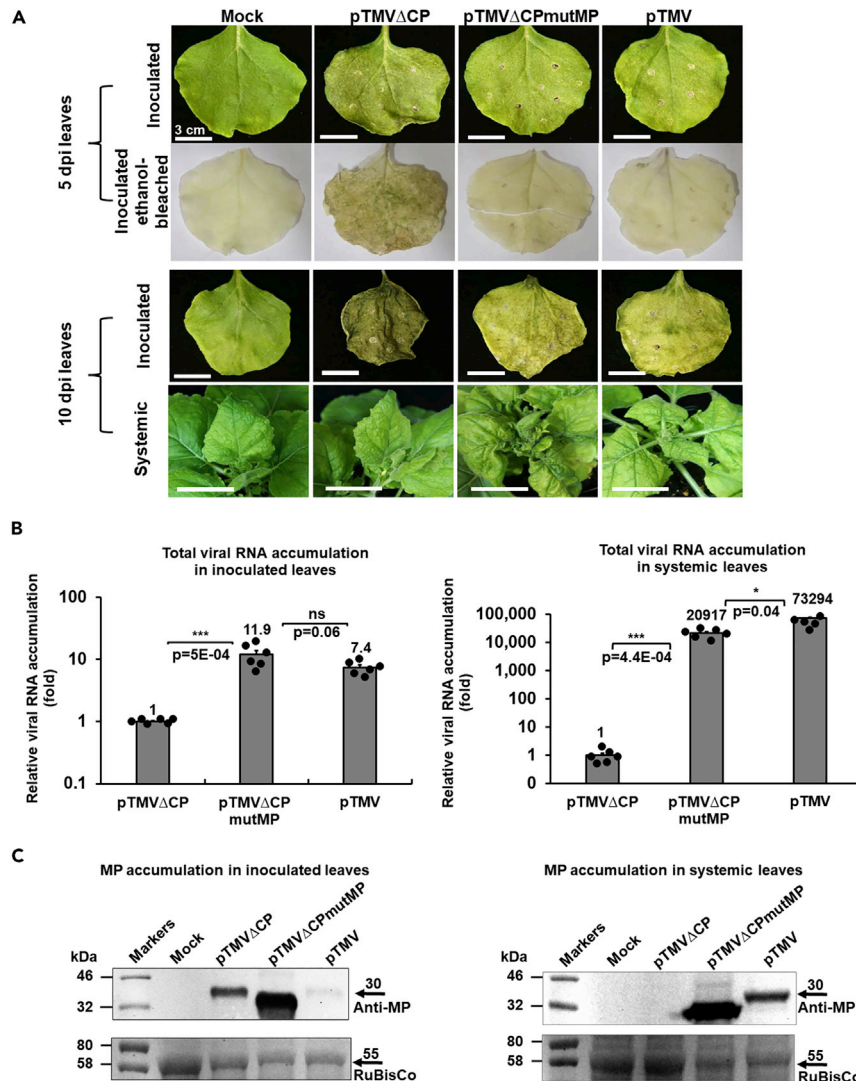 A
Mock
pTMVΔCP
pTMVΔCPmutMP
pTMV
5 dpi leaves
Inoculated
3 cm
Inoculated
ethanol-
bleached
10 dpi leaves
Inoculated
Systemic
B
Total viral RNA accumulation
in inoculated leaves
Relative viral RNA accumulation
(fold)
100
10
1
0.1
1
***
p=5E-04
11.9
ns
p=0.06
7.4
pTMVΔCP
pTMVΔCP
mutMP
pTMV
Total viral RNA accumulation
in systemic leaves
Relative viral RNA accumulation
(fold)
100,000
10,000
1,000
100
10
1
0
1
***
p=4.4E-04
20917
*
p=0.04
73294
pTMVΔCP
pTMVΔCP
mutMP
pTMV
C
MP accumulation in inoculated leaves
kDa
Markers
Mock
pTMVΔCP
pTMVΔCPmutMP
pTMV
46
32
30
Anti-MP
80
58
55
RuBisCo
MP accumulation in systemic leaves
kDa
Markers
Mock
pTMVΔCP
pTMVΔCPmutMP
pTMV
46
32
30
Anti-MP
80
58
55
RuBisCo